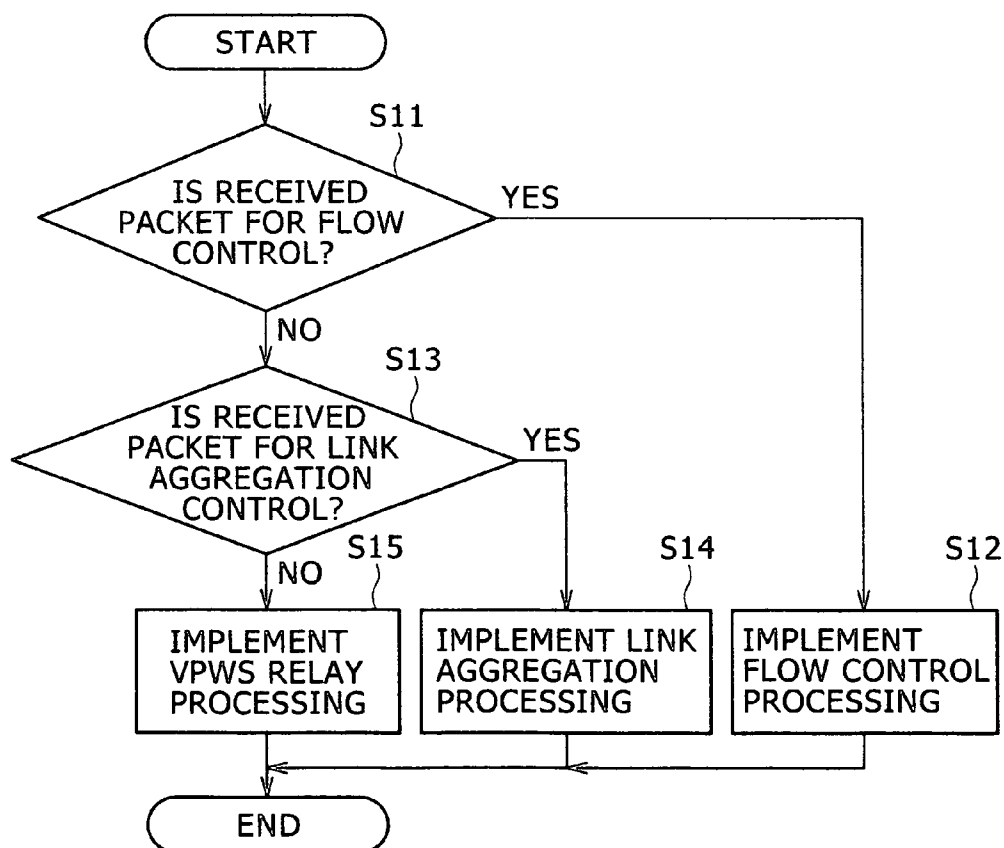 START
S11
IS RECEIVED
PACKET FOR FLOW
CONTROL?
YES
NO
S13
IS RECEIVED
PACKET FOR LINK
AGGREGATION
CONTROL?
YES
NO
S15
IMPLEMENT
VPWS RELAY
PROCESSING
S14
IMPLEMENT LINK
AGGREGATION
PROCESSING
S12
IMPLEMENT
FLOW CONTROL
PROCESSING
END